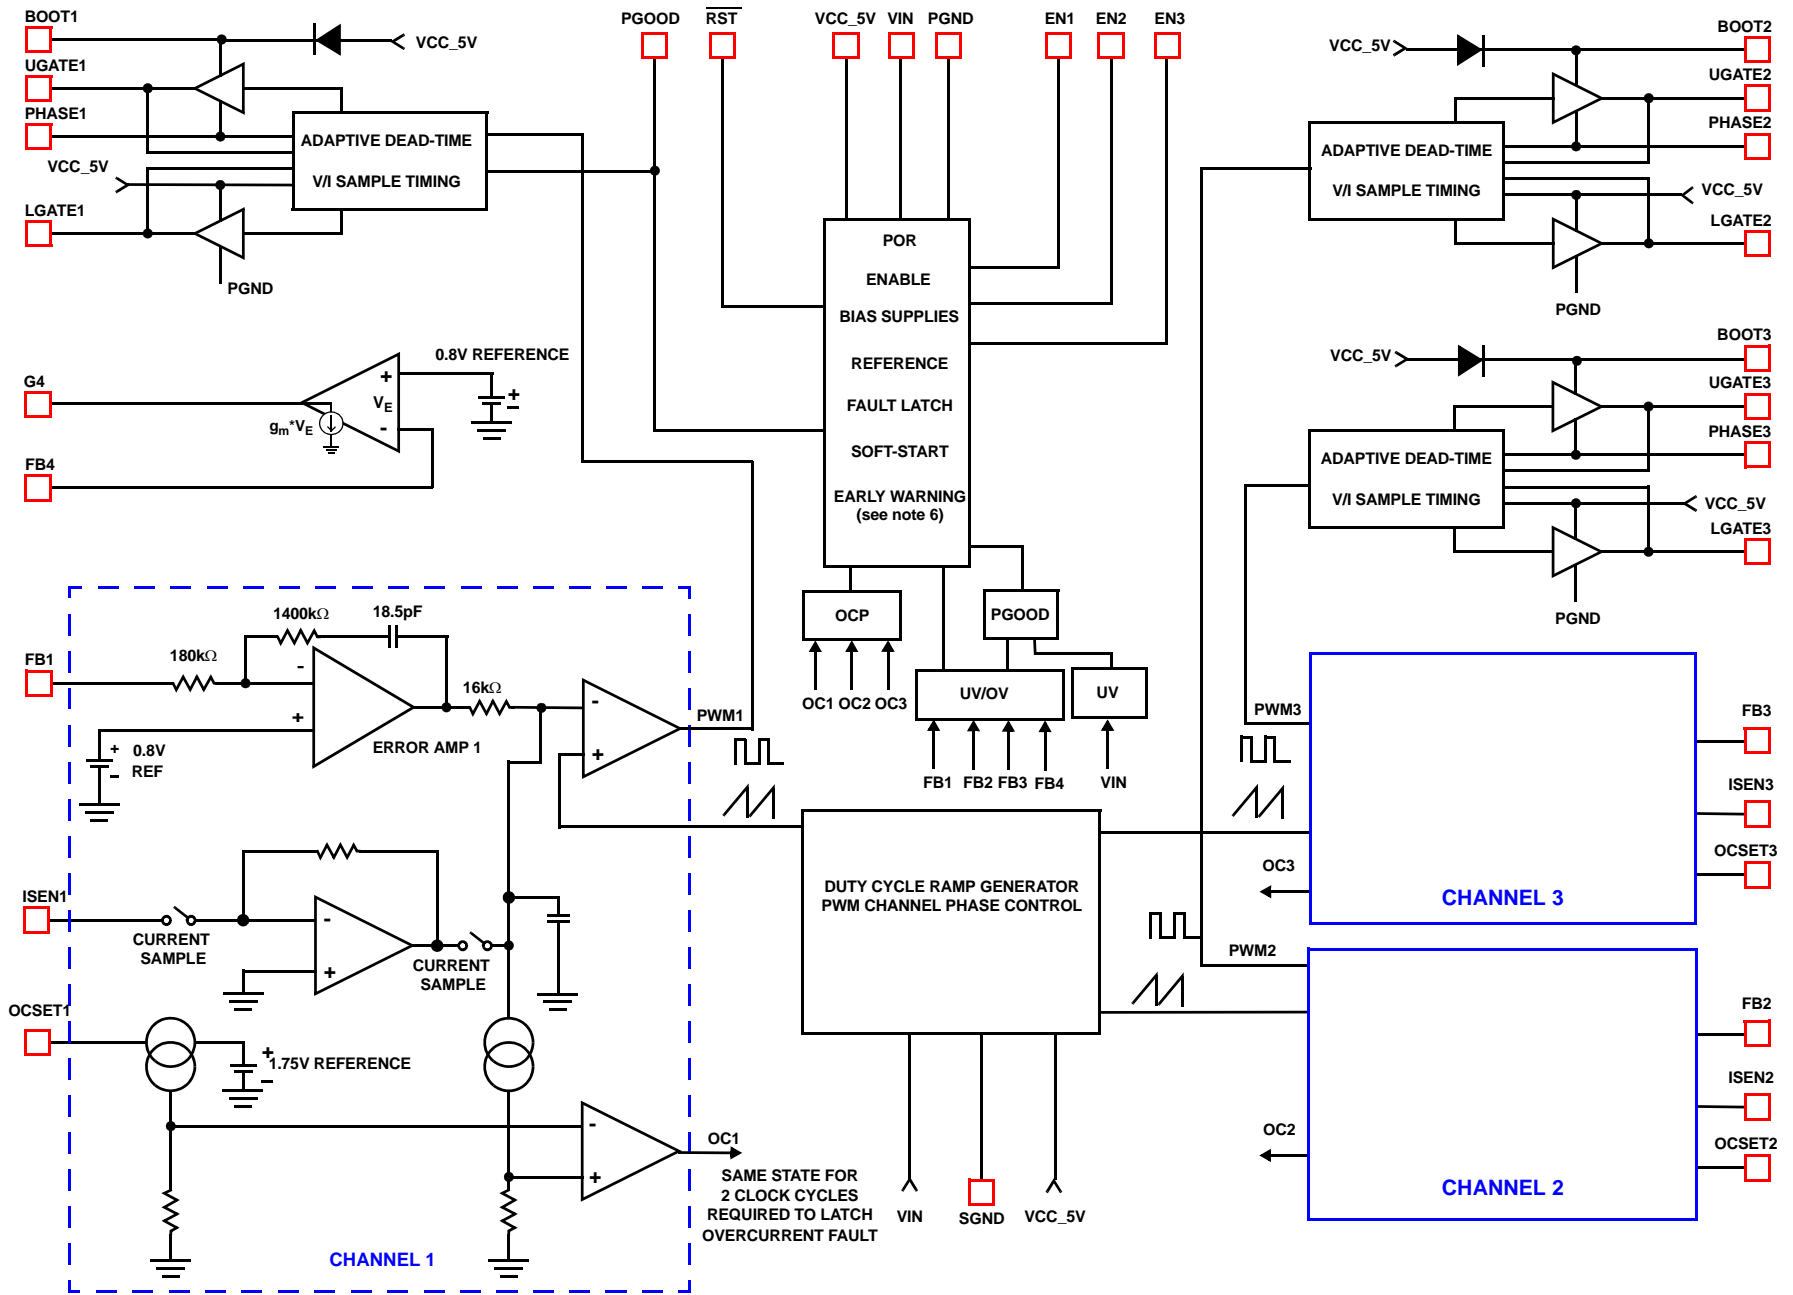 BOOT1
UGATE1
PHASE1
VCC_5V
VCC_5V
LGATE1
PGND
ADAPTIVE DEAD-TIME
V/I SAMPLE TIMING
PGOOD
RST
VCC_5V
VIN
PGND
EN1
EN2
EN3
POR
ENABLE
BIAS SUPPLIES
REFERENCE
FAULT LATCH
SOFT-START
EARLY WARNING
(see note 6)
VCC_5V
BOOT2
UGATE2
PHASE2
ADAPTIVE DEAD-TIME
V/I SAMPLE TIMING
VCC_5V
LGATE2
PGND
VCC_5V
BOOT3
UGATE3
PHASE3
ADAPTIVE DEAD-TIME
V/I SAMPLE TIMING
VCC_5V
LGATE3
PGND
G4
FB4
0.8V REFERENCE
+
-
+
VE
gm*VE
-
OCP
OC1 OC2 OC3
PGOOD
UV/OV
UV
FB1 FB2 FB3 FB4
VIN
1400kΩ
18.5pF
FB1
180kΩ
-
+
16kΩ
ERROR AMP 1
+
-
0.8V
REF
-
+
PWM1
ISEN1
CURRENT
SAMPLE
-
+
CURRENT
SAMPLE
OCSET1
+
-
1.75V REFERENCE
-
+
OC1
SAME STATE FOR
2 CLOCK CYCLES
REQUIRED TO LATCH
OVERCURRENT FAULT
CHANNEL 1
DUTY CYCLE RAMP GENERATOR
PWM CHANNEL PHASE CONTROL
VIN
SGND
VCC_5V
PWM3
OC3
CHANNEL 3
FB3
ISEN3
OCSET3
PWM2
OC2
CHANNEL 2
FB2
ISEN2
OCSET2